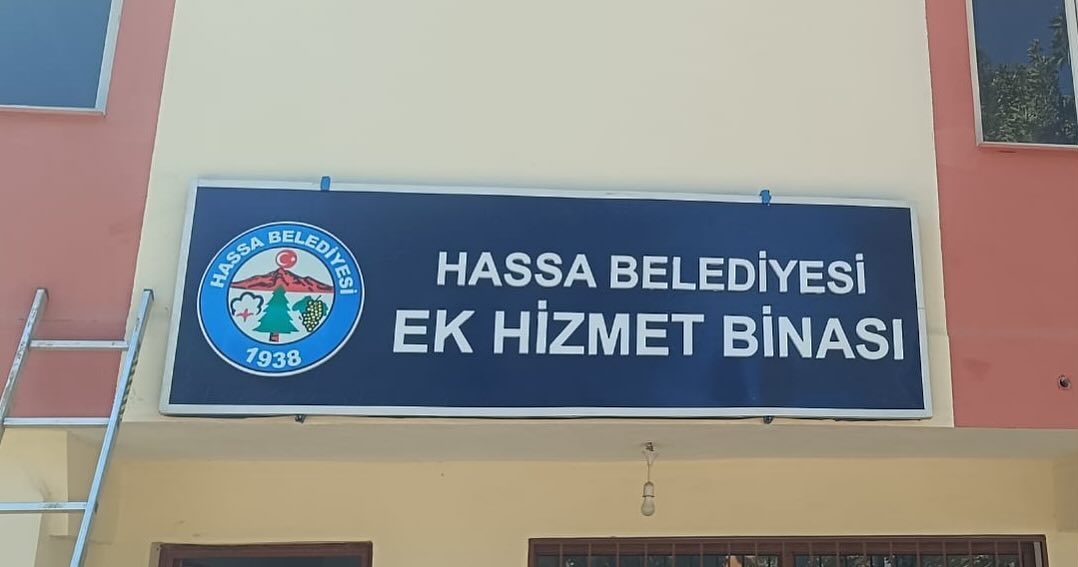 HASSA BELEDİYESİ
1938
HASSA BELEDİYESİ
EK HİZMET BİNASI